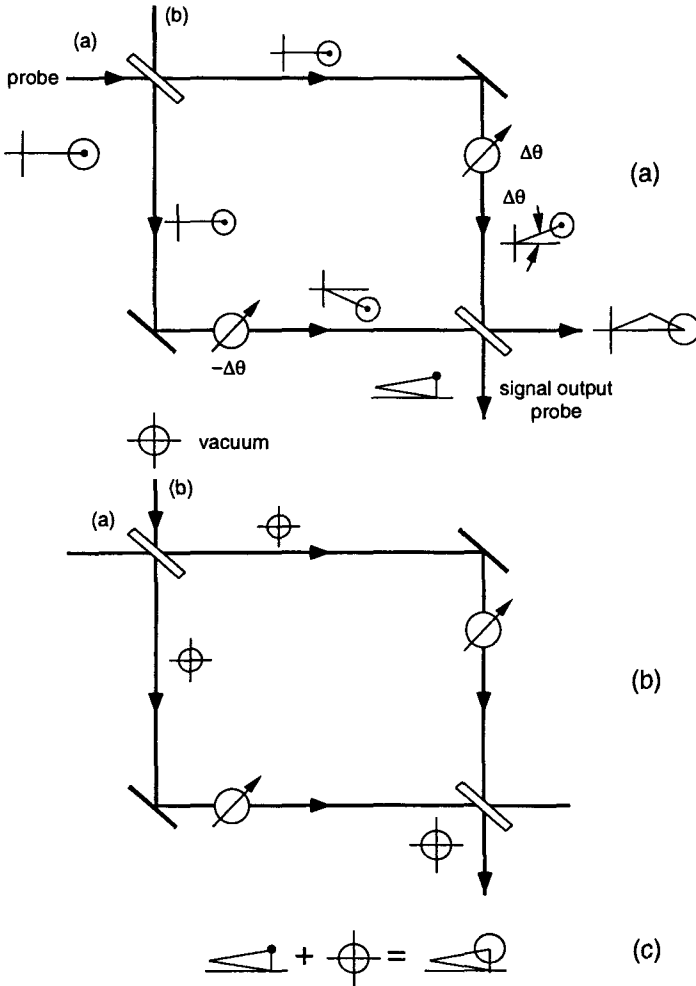 (b)
(a)
probe
Δθ
(a)
Δθ
−Δθ
signal output
probe
vacuum
(b)
(a)
(b)
+ =
(c)